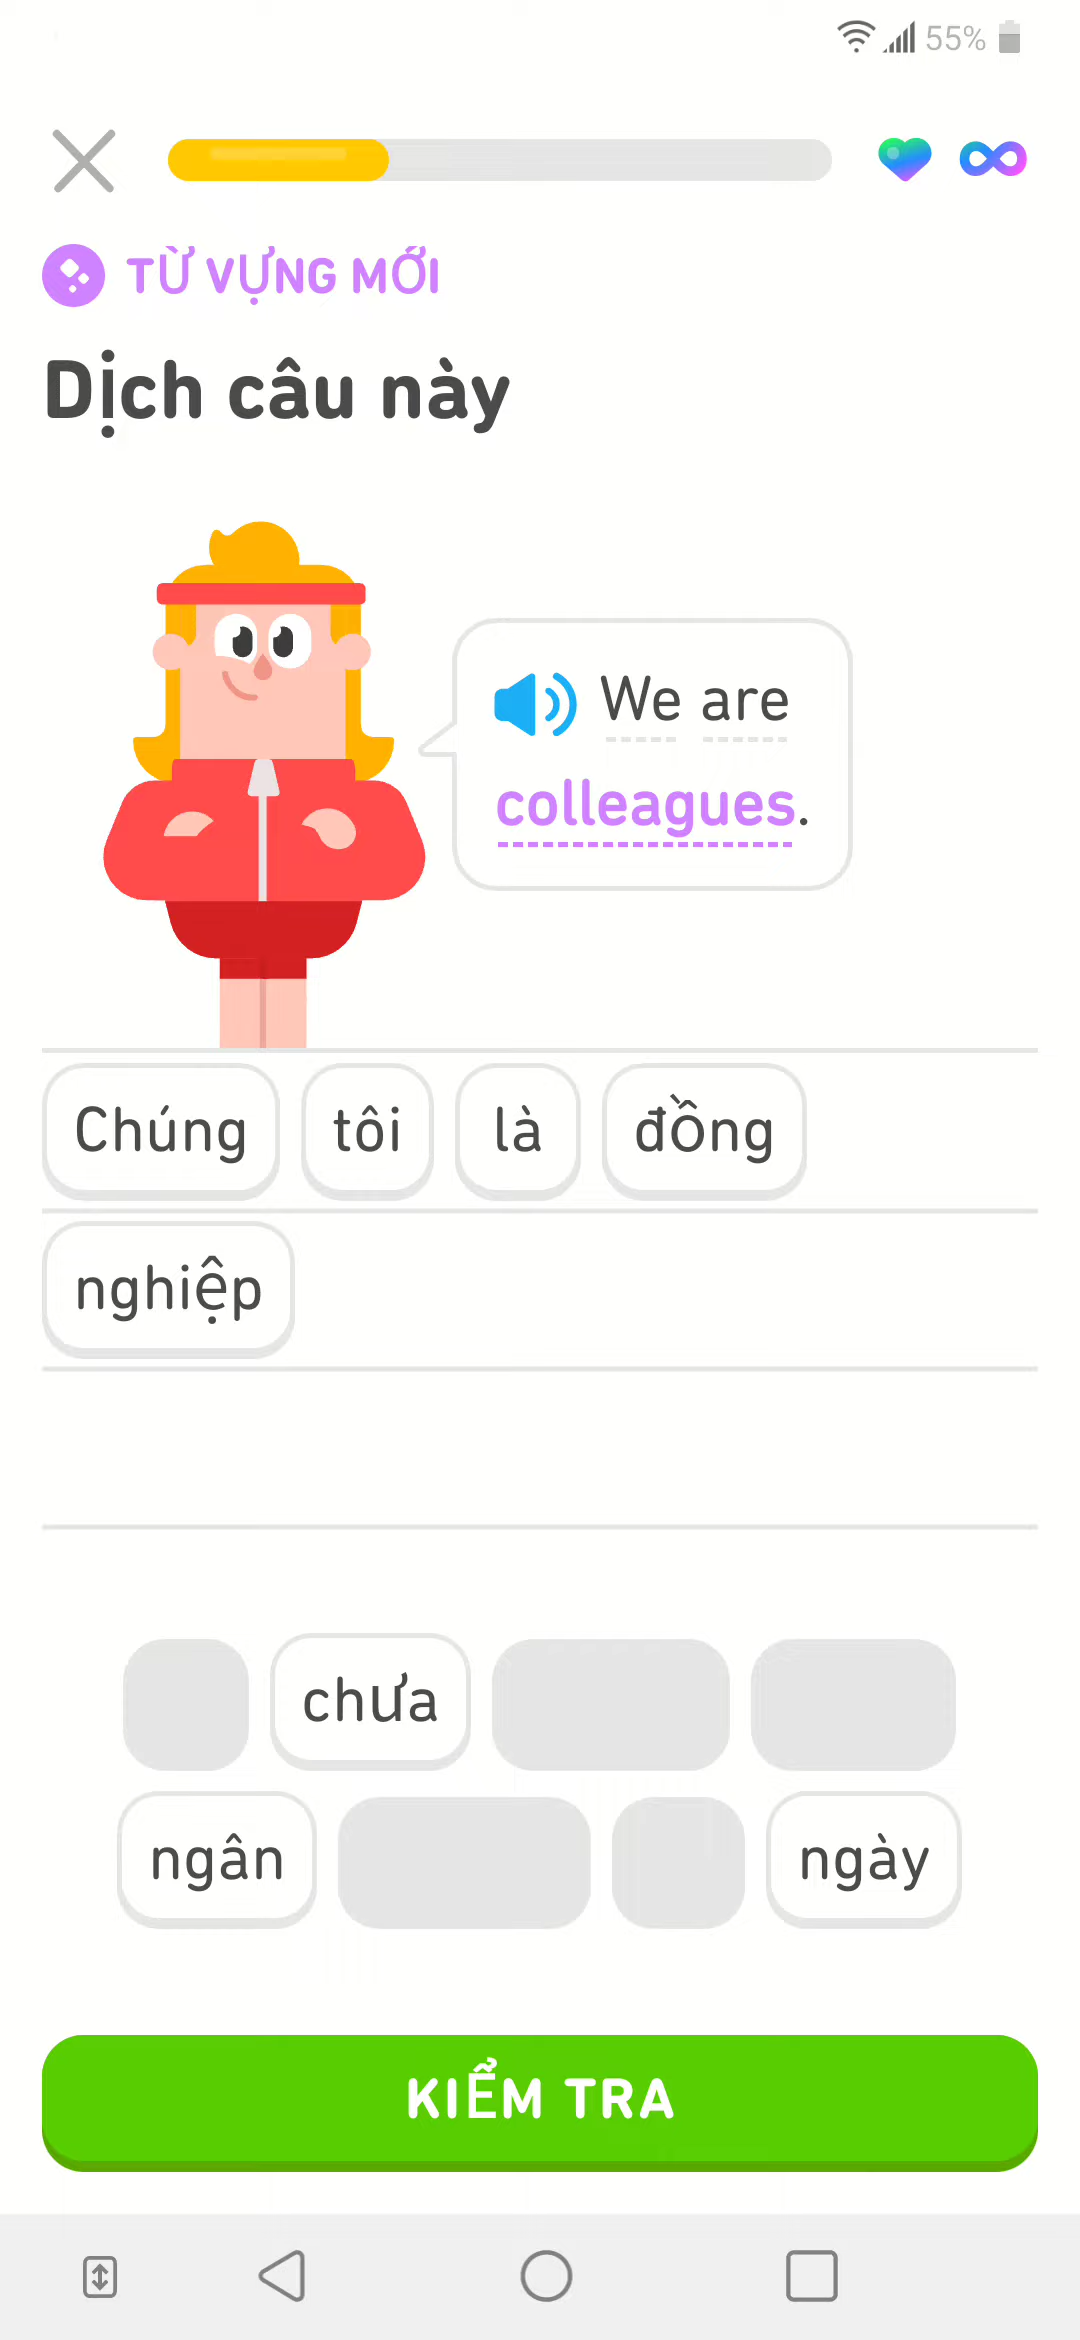 55%
TỪ VỰNG MỚI
Dịch câu này
We are
colleagues.
Chúng tôi là đồng
nghiệp
chưa
ngân ngày
KIỂM TRA